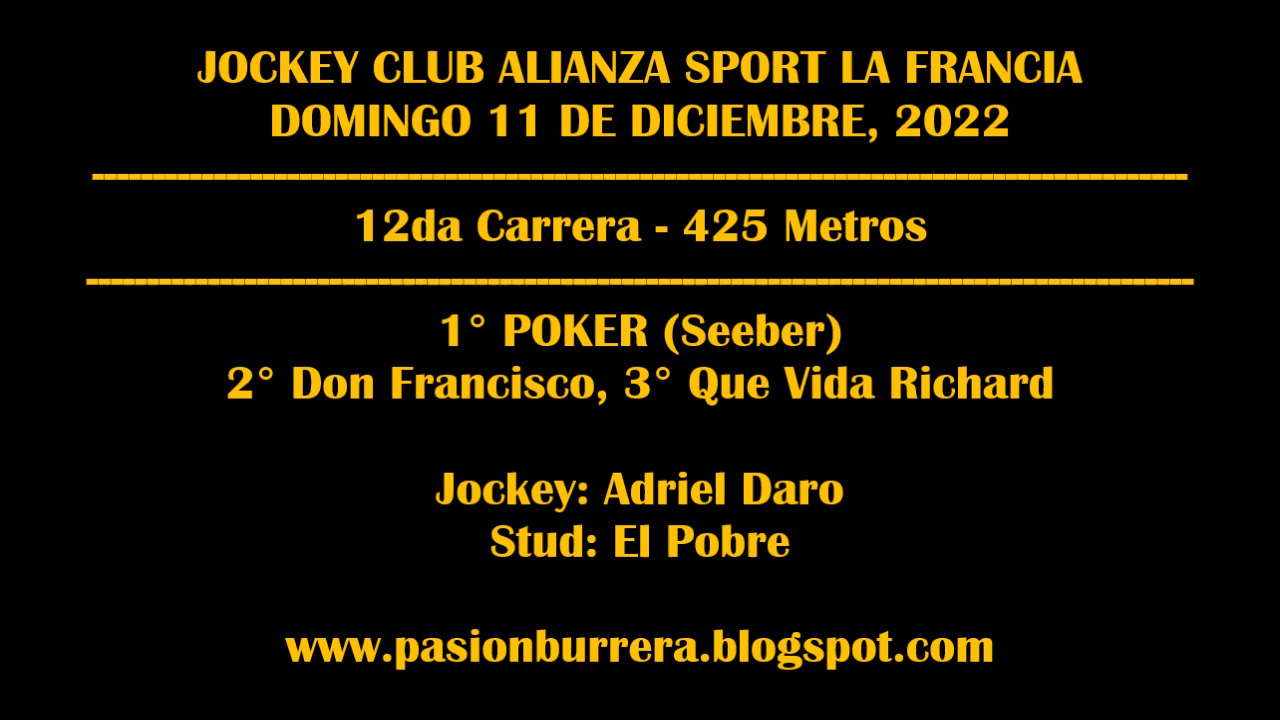 JOCKEY CLUB ALIANZA SPORT LA FRANCIA
DOMINGO 11 DE DICIEMBRE, 2022
12da Carrera - 425 Metros
1° POKER (Seeber)
2° Don Francisco, 3° Que Vida Richard
Jockey: Adriel Daro
Stud: El Pobre
www.pasionburrera.blogspot.com